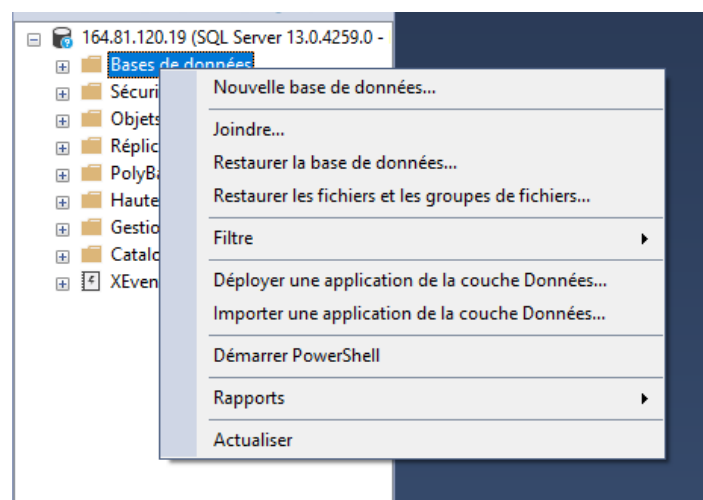 164.81.120.19 (SQL Server 13.0.4259.0 -
Bases de données
Sécuri
Objets
Réplic
PolyBa
Haute
Gestio
Catalo
XEven
Nouvelle base de données...
Joindre...
Restaurer la base de données...
Restaurer les fichiers et les groupes de fichiers...
Filtre
Déployer une application de la couche Données...
Importer une application de la couche Données...
Démarrer PowerShell
Rapports
Actualiser